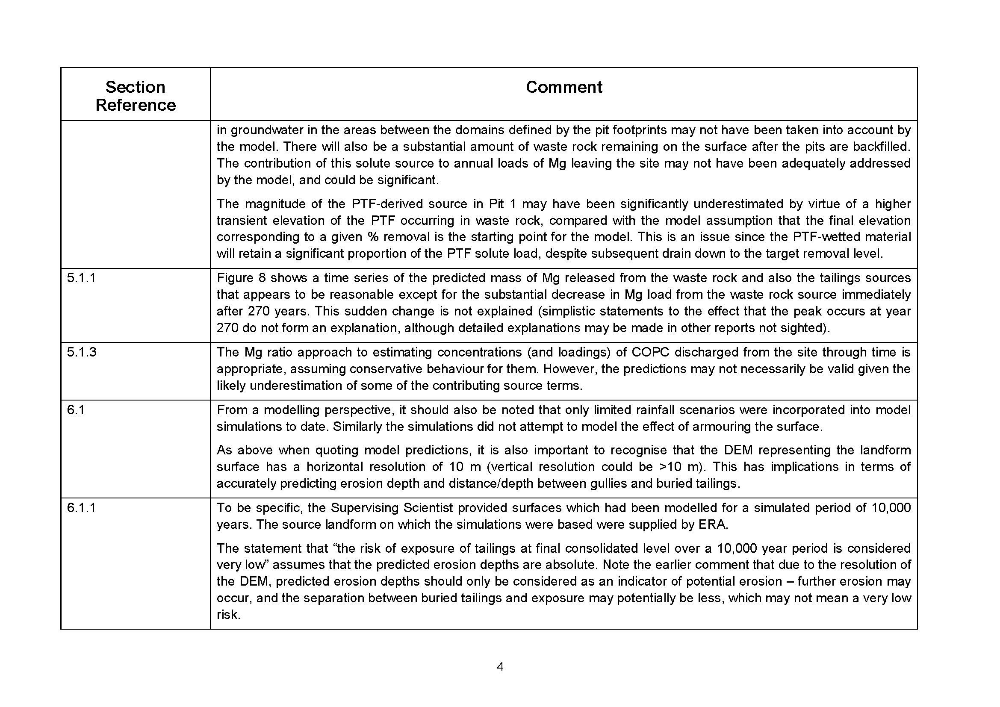 Section
Reference
Comment
in groundwater in the areas between the domains defined by the pit footprints may not have been taken into account by
the model. There will also be a substantial amount of waste rock remaining on the surface after the pits are backfilled.
The contribution of this solute source to annual loads of Mg leaving the site may not have been adequately addressed
by the model, and could be significant.
The magnitude of the PTF-derived source in Pit 1 may have been significantly underestimated by virtue of a higher
transient elevation of the PTF occurring in waste rock, compared with the model assumption that the final elevation
corresponding to a given % removal is the starting point for the model. This is an issue since the PTF-wetted material
will retain a significant proportion of the PTF solute load, despite subsequent drain down to the target removal level.
5.1.1
Figure 8 shows a time series of the predicted mass of Mg released from the waste rock and also the tailings sources
that appears to be reasonable except for the substantial decrease in Mg load from the waste rock source immediately
after 270 years. This sudden change is not explained (simplistic statements to the effect that the peak occurs at year
270 do not form an explanation, although detailed explanations may be made in other reports not sighted).
5.1.3
The Mg ratio approach to estimating concentrations (and loadings) of COPC discharged from the site through time is
appropriate, assuming conservative behaviour for them. However, the predictions may not necessarily be valid given the
likely underestimation of some of the contributing source terms.
6.1
From a modelling perspective, it should also be noted that only limited rainfall scenarios were incorporated into model
simulations to date. Similarly the simulations did not attempt to model the effect of armouring the surface.
As above when quoting model predictions, it is also important to recognise that the DEM representing the landform
surface has a horizontal resolution of 10 m (vertical resolution could be >10 m). This has implications in terms of
accurately predicting erosion depth and distance/depth between gullies and buried tailings.
6.1.1
To be specific, the Supervising Scientist provided surfaces which had been modelled for a simulated period of 10,000
years. The source landform on which the simulations were based were supplied by ERA.
The statement that “the risk of exposure of tailings at final consolidated level over a 10,000 year period is considered
very low” assumes that the predicted erosion depths are absolute. Note the earlier comment that due to the resolution of
the DEM, predicted erosion depths should only be considered as an indicator of potential erosion – further erosion may
occur, and the separation between buried tailings and exposure may potentially be less, which may not mean a very low
risk.
4